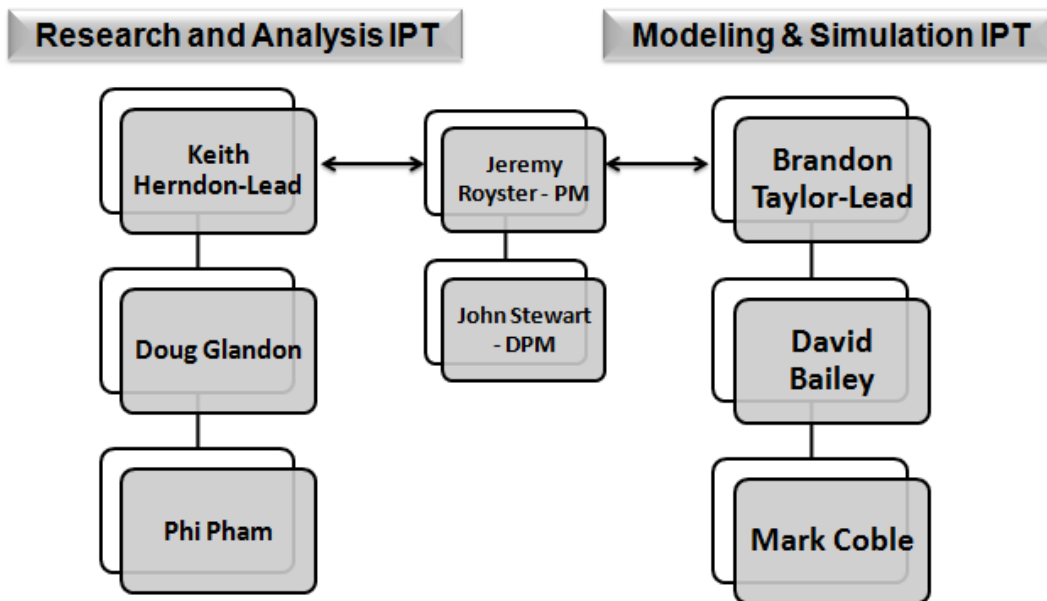 Research and Analysis IPT
Modeling & Simulation IPT
Keith
Herndon-Lead
Jeremy
Royster - PM
Brandon
Taylor-Lead
Doug Glandon
John Stewart
- DPM
David
Bailey
Phi Pham
Mark Coble